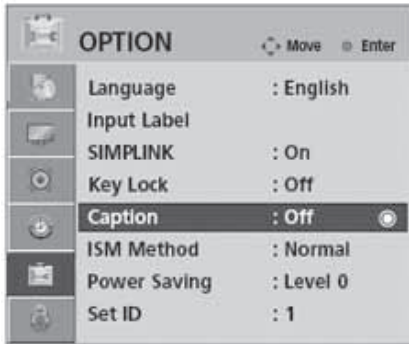 OPTION Move Enter
Language : English
Input Label
SIMPLINK : On
Key Lock : Off
Caption : Off
ISM Method : Normal
Power Saving : Level 0
Set ID : 1